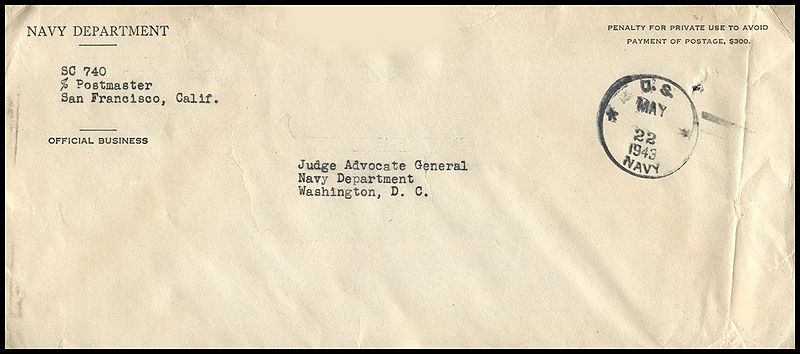 NAVY DEPARTMENT
SC 740
℅ Postmaster
San Francisco, Calif.
OFFICIAL BUSINESS
PENALTY FOR PRIVATE USE TO AVOID
PAYMENT OF POSTAGE, $300.
U.S.
MAY
22
1943
NAVY
Judge Advocate General
Navy Department
Washington, D. C.